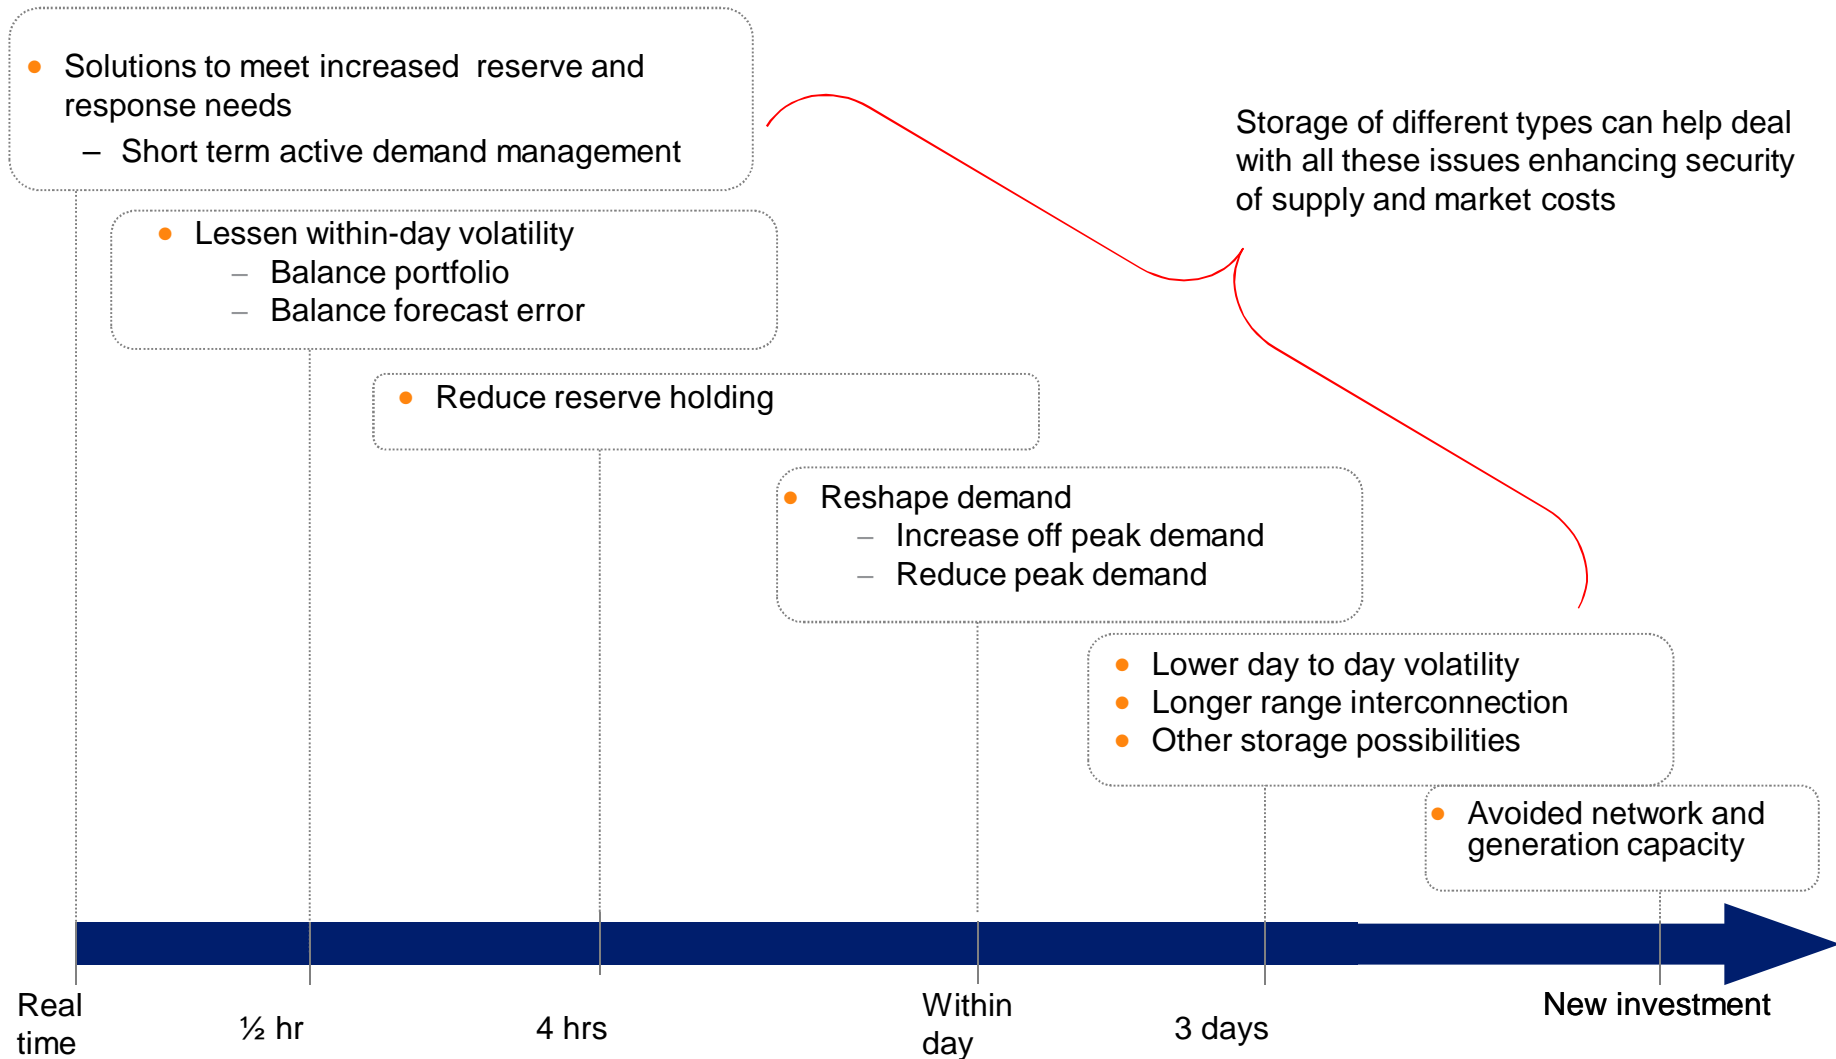 Solutions to meet increased reserve and
response needs
– Short term active demand management
Storage of different types can help deal
with all these issues enhancing security
of supply and market costs
Lessen within-day volatility
– Balance portfolio
– Balance forecast error
Reduce reserve holding
Reshape demand
– Increase off peak demand
– Reduce peak demand
Lower day to day volatility
Longer range interconnection
Other storage possibilities
Avoided network and
generation capacity
Real
time
½ hr
4 hrs
Within
day
3 days
New investment